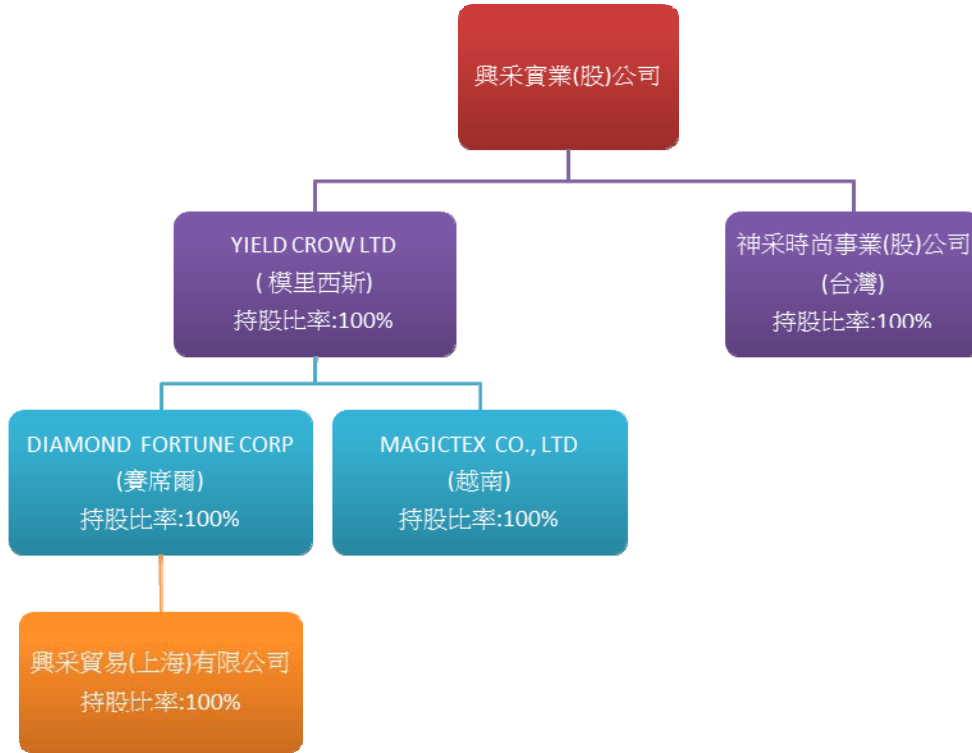 興采實業(股)公司
YIELD CROW LTD
(模里西斯)
持股比率:100%
神采時尚事業(股)公司
(台灣)
持股比率:100%
DIAMOND FORTUNE CORP
(賽席爾)
持股比率:100%
MAGICTEX CO., LTD
(越南)
持股比率:100%
興采貿易(上海)有限公司
持股比率:100%